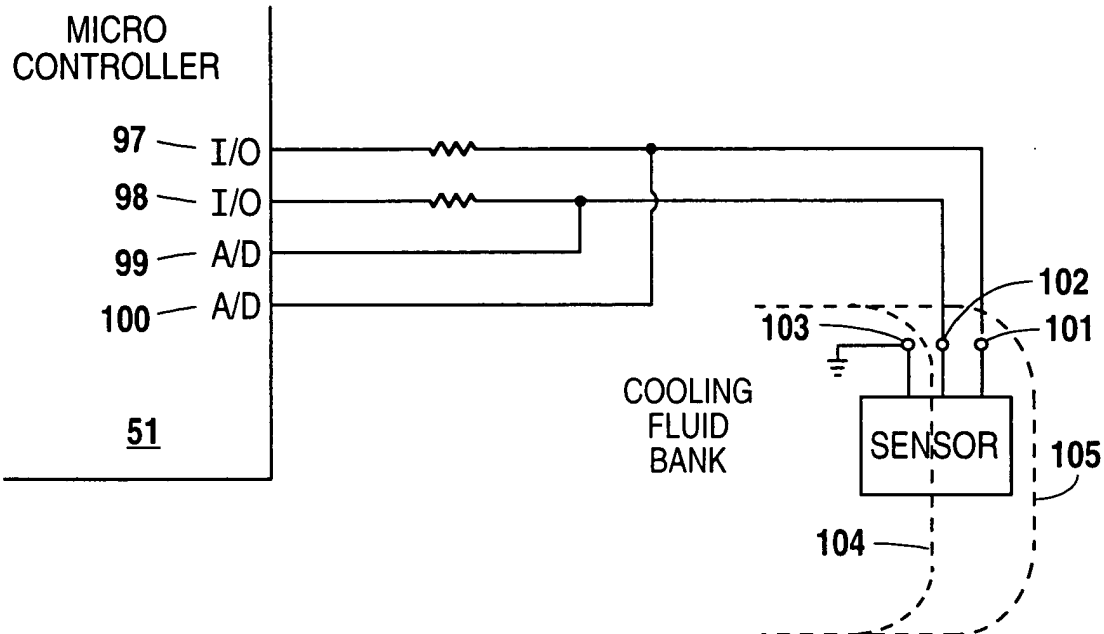 MICRO
CONTROLLER
97 I/O
98 I/O
99 A/D
100 A/D
51
103
102
101
COOLING
FLUID
BANK
SENSOR
105
104